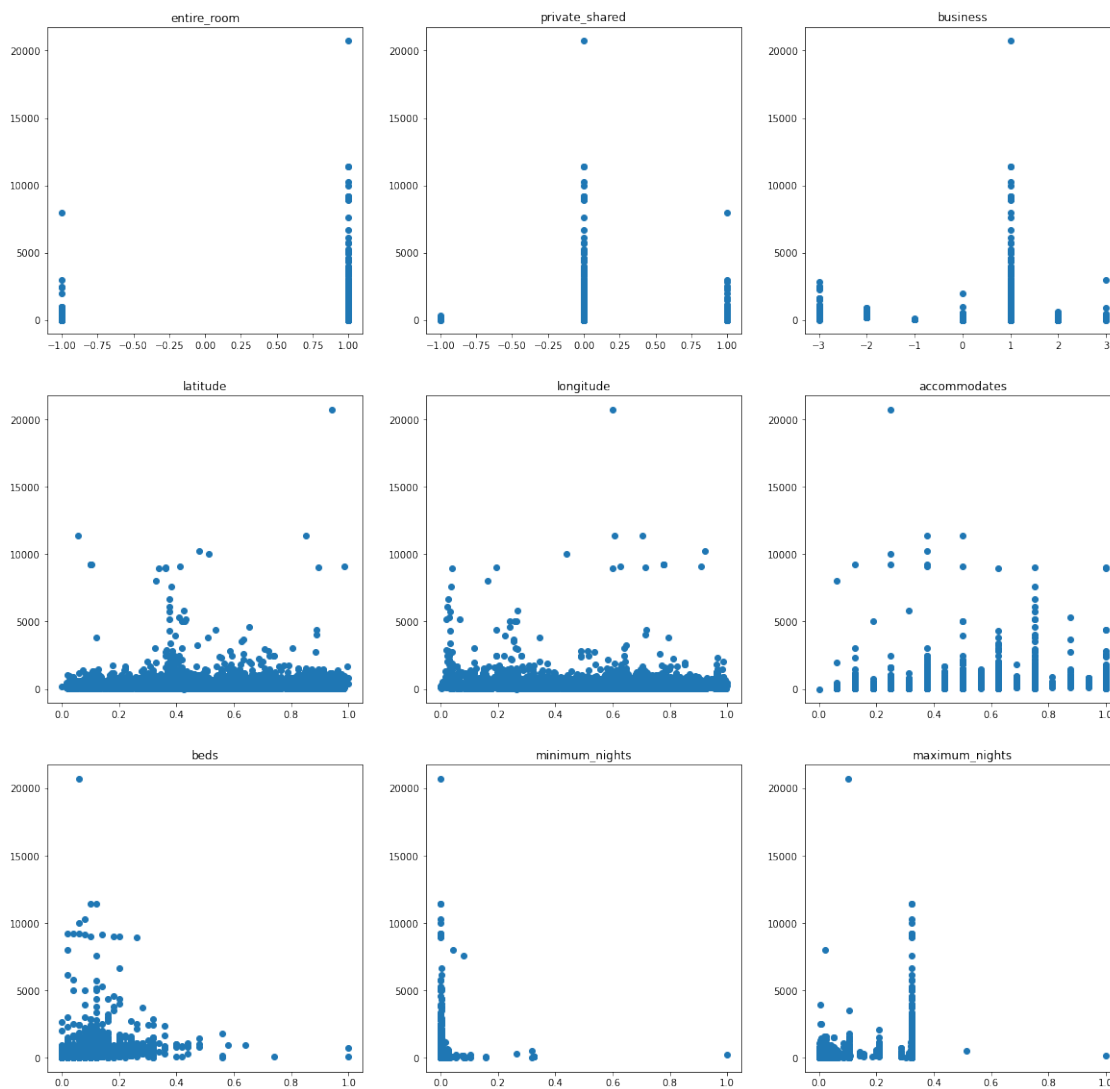 entire_room private_shared business
20000 20000 20000
15000 15000 15000
10000 10000 10000
5000 5000 5000
0 0 0
−1.00 −0.75 −0.50 −0.25 0.00 0.25 0.50 0.75 1.00 −1.00 −0.75 −0.50 −0.25 0.00 0.25 0.50 0.75 1.00 −3 −2 −1 0 1 2 3
latitude longitude accommodates
20000 20000 20000
15000 15000 15000
10000 10000 10000
5000 5000 5000
0 0 0
0.0 0.2 0.4 0.6 0.8 1.0 0.0 0.2 0.4 0.6 0.8 1.0 0.0 0.2 0.4 0.6 0.8 1.0
beds minimum_nights maximum_nights
20000 20000 20000
15000 15000 15000
10000 10000 10000
5000 5000 5000
0 0 0
0.0 0.2 0.4 0.6 0.8 1.0 0.0 0.2 0.4 0.6 0.8 1.0 0.0 0.2 0.4 0.6 0.8 1.0